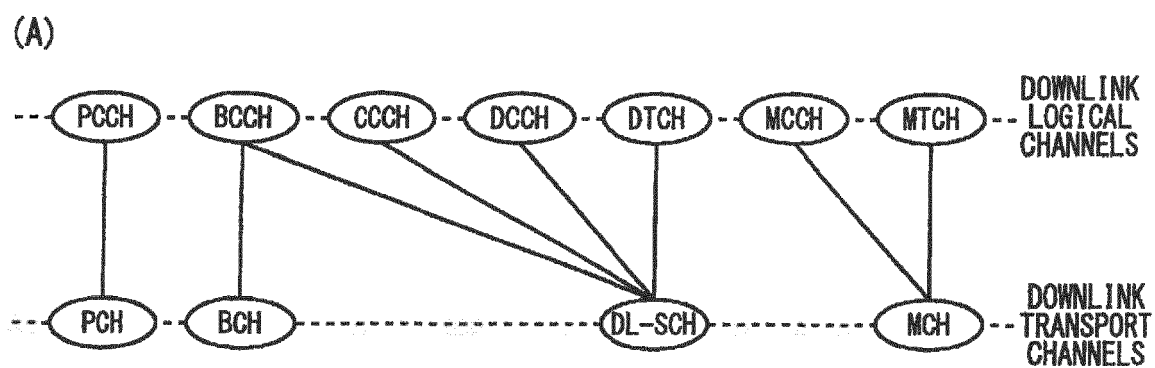 (A)
PCCH BCCH CCCH DCCH DTCH MCCH MTCH
DOWNLINK
LOGICAL
CHANNELS
PCH BCH DL-SCH MCH
DOWNLINK
TRANSPORT
CHANNELS